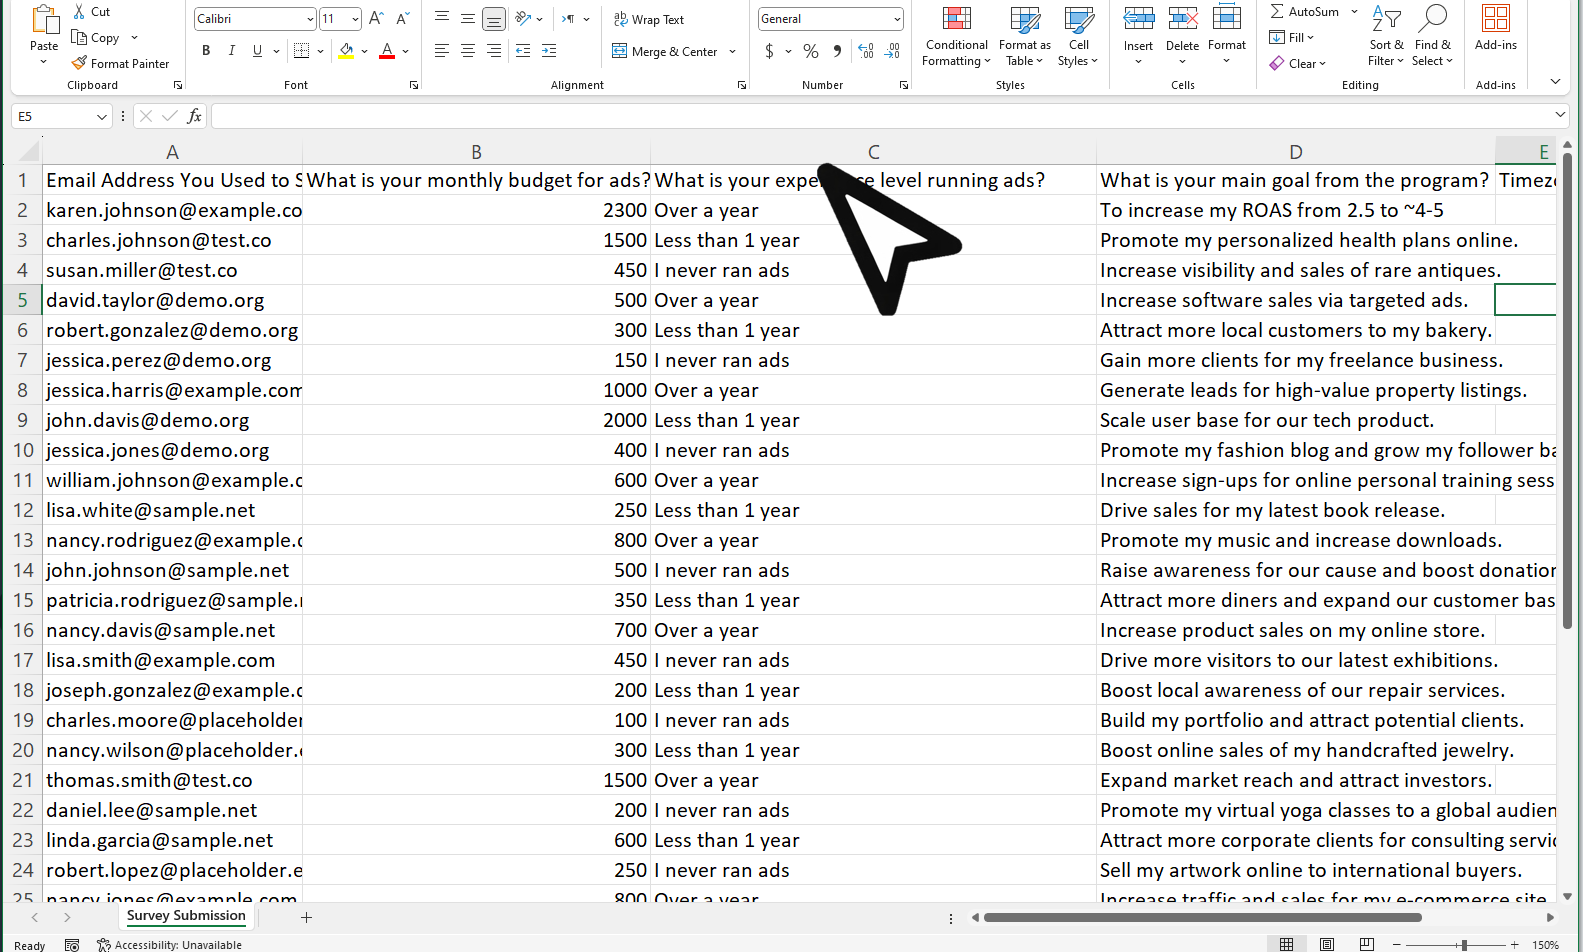 Cut
Copy
Format Painter
Paste
Clipboard
Calibri
11
A A
B I U
A
Font
ab Wrap Text
Merge & Center
Alignment
General
$ % ,
Number
Conditional Formatting
Format as Table
Cell Styles
Styles
Insert
Delete
Format
Cells
AutoSum
Fill
Clear
Sort & Filter
Find & Select
Editing
Add-ins
Add-ins
E5
fx
A B C D E
1 Email Address You Used to S What is your monthly budget for ads? What is your level running ads? What is your main goal from the program?
2 karen.johnson@example.co 2300 Over a year To increase my ROAS from 2.5 to ~4-5
3 charles.johnson@test.co 1500 Less than 1 year Promote my personalized health plans online.
4 susan.miller@test.co 450 I never ran ads Increase visibility and sales of rare antiques.
5 david.taylor@demo.org 500 Over a year Increase software sales via targeted ads.
6 robert.gonzalez@demo.org 300 Less than 1 year Attract more local customers to my bakery.
7 jessica.perez@demo.org 150 I never ran ads Gain more clients for my freelance business.
8 jessica.harris@example.com 1000 Over a year Generate leads for high-value property listings.
9 john.davis@demo.org 2000 Less than 1 year Scale user base for our tech product.
10 jessica.jones@demo.org 400 I never ran ads Promote my fashion blog and grow my follower ba
11 william.johnson@example.c 600 Over a year Increase sign-ups for online personal training sess
12 lisa.white@sample.net 250 Less than 1 year Drive sales for my latest book release.
13 nancy.rodriguez@example.c 800 Over a year Promote my music and increase downloads.
14 john.johnson@sample.net 500 I never ran ads Raise awareness for our cause and boost donation
15 patricia.rodriguez@sample. 350 Less than 1 year Attract more diners and expand our customer bas
16 nancy.davis@sample.net 700 Over a year Increase product sales on my online store.
17 lisa.smith@example.com 450 I never ran ads Drive more visitors to our latest exhibitions.
18 joseph.gonzalez@example.c 200 Less than 1 year Boost local awareness of our repair services.
19 charles.moore@placeholder 100 I never ran ads Build my portfolio and attract potential clients.
20 nancy.wilson@placeholder. 300 Less than 1 year Boost online sales of my handcrafted jewelry.
21 thomas.smith@test.co 1500 Over a year Expand market reach and attract investors.
22 daniel.lee@sample.net 200 I never ran ads Promote my virtual yoga classes to a global audien
23 linda.garcia@sample.net 600 Less than 1 year Attract more corporate clients for consulting servi
24 robert.lopez@placeholder.e 250 I never ran ads Sell my artwork online to international buyers.
25 nancy.jones@example.com 800 Over a year Increase traffic and sales for my e-commerce site
Survey Submission
Ready
Accessibility: Unavailable
150%